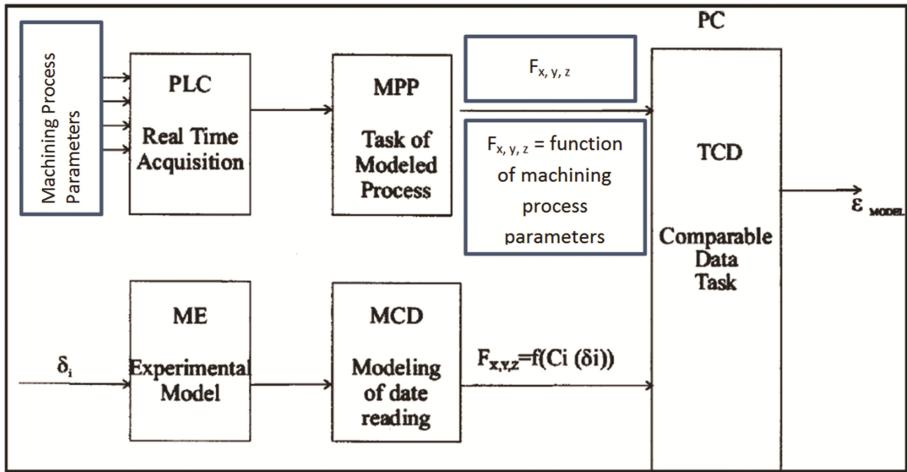 PC
Machining Process
Parameters
PLC
Real Time
Acquisition
MPP
Task of
Modeled
Process
Fx, y, z
Fx, y, z = function
of machining
process
parameters
TCD
Comparable
Data
Task
ε MODEL
δi
ME
Experimental
Model
MCD
Modeling
of date
reading
Fx,y,z=f(Ci (δi))